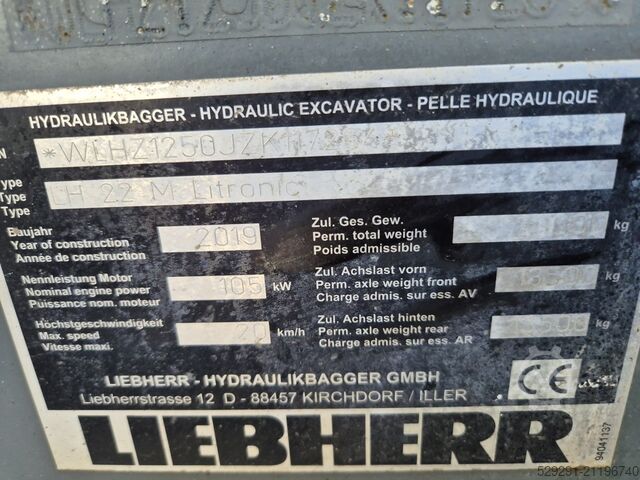 HYDRAULIKBAGGER - HYDRAULIC EXCAVATOR - PELLE HYDRAULIQUE
Type LH 22 M Litronic
Type
Type
Baujahr
Year of construction 2019
Année de construction
Zul. Ges. Gew.
Perm. total weight kg
Poids admissible
Nennleistung Motor
Nominal engine power 105 kW
Puissance nom. moteur
Zul. Achslast vorn
Perm. axle weight front kg
Charge admis. sur ess. AV
Höchstgeschwindigkeit
Max. speed 20 km/h
Vitesse maxi.
Zul. Achslast hinten
Perm. axle weight rear kg
Charge admis. sur ess. AR
LIEBHERR - HYDRAULIKBAGGER GMBH
Liebherrstrasse 12 D - 88457 KIRCHDORF / ILLER
CE
LIEBHERR
94041137
529291-21196740